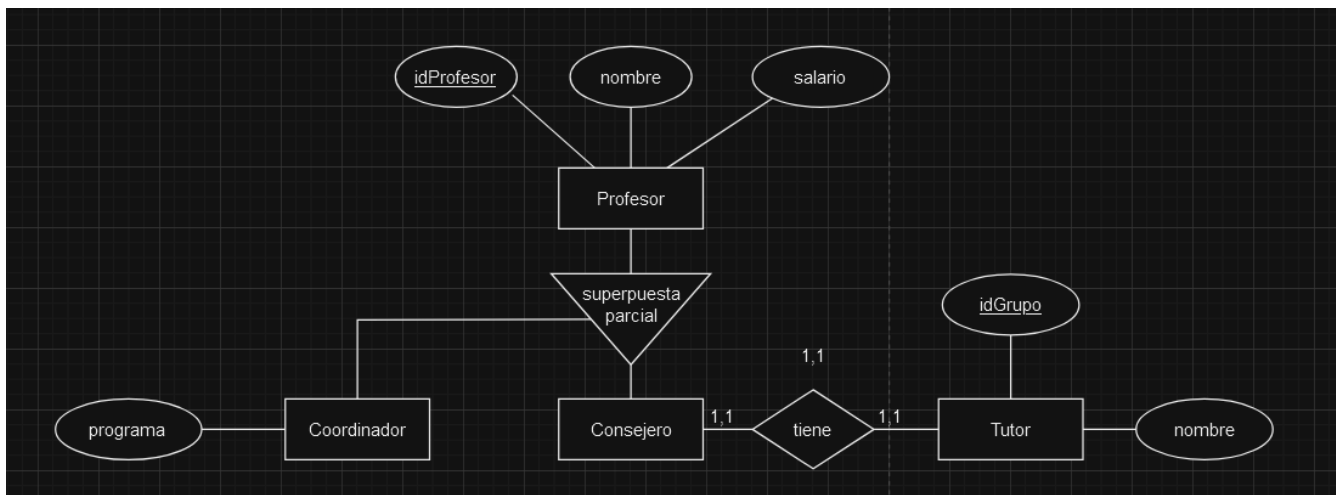 idProfesor
nombre
salario
Profesor
superpuesta
parcial
idGrupo
1,1
programa
Coordinador
Consejero
1,1
tiene
1,1
Tutor
nombre